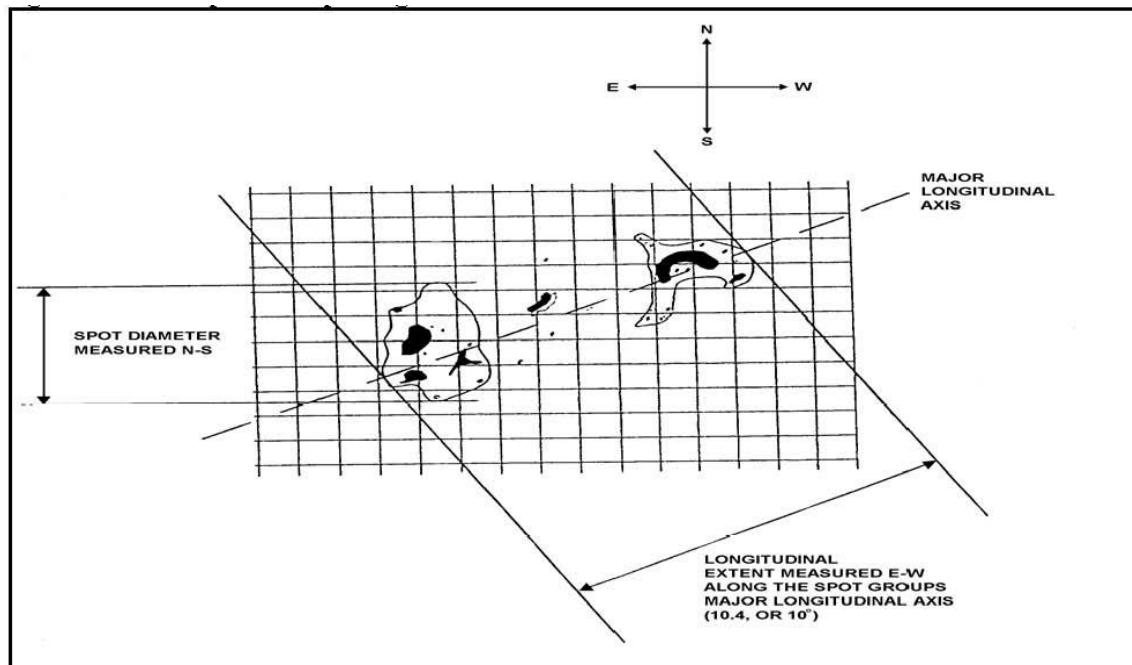 N
E W
S
MAJOR
LONGITUDINAL
AXIS
SPOT DIAMETER
MEASURED N-S
LONGITUDINAL
EXTENT MEASURED E-W
ALONG THE SPOT GROUPS
MAJOR LONGITUDINAL AXIS
(10.4, OR 10°)